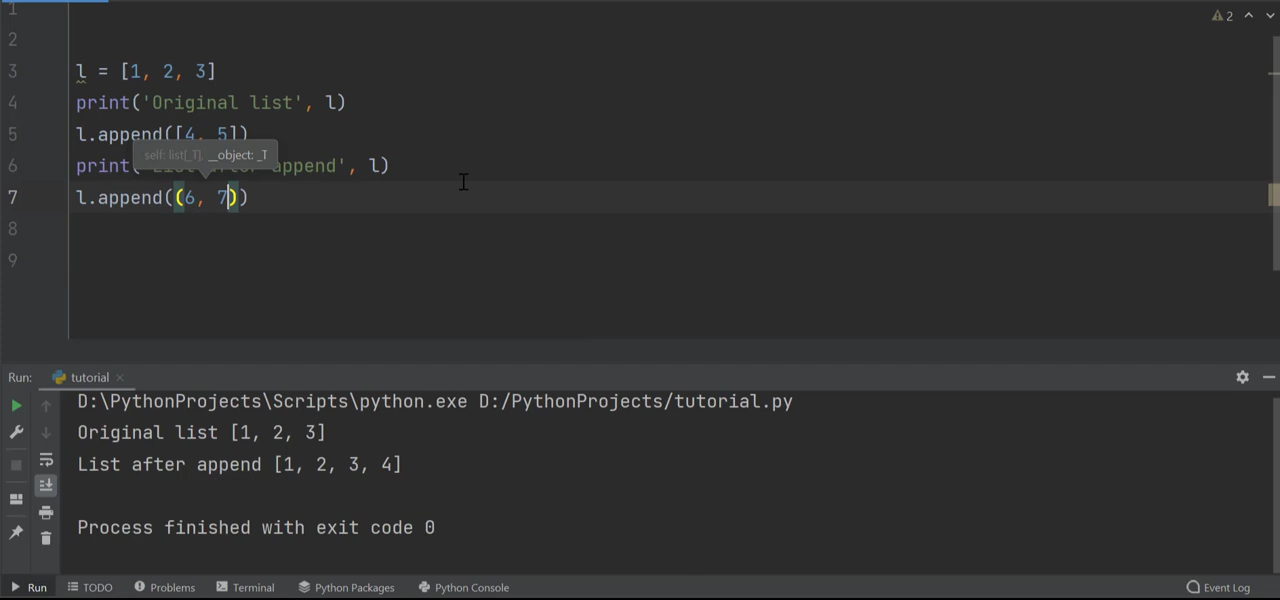 1
2
2
3 l = [1, 2, 3]
4 print('Original list', l)
5 l.append([4, 5])
self: list[_T], __object: _T
6 print( append', l)
7 l.append((6, 7))
8
9
Run: tutorial
D:\PythonProjects\Scripts\python.exe D:/PythonProjects/tutorial.py
Original list [1, 2, 3]
List after append [1, 2, 3, 4]
Process finished with exit code 0
Run TODO Problems Terminal Python Packages Python Console Event Log